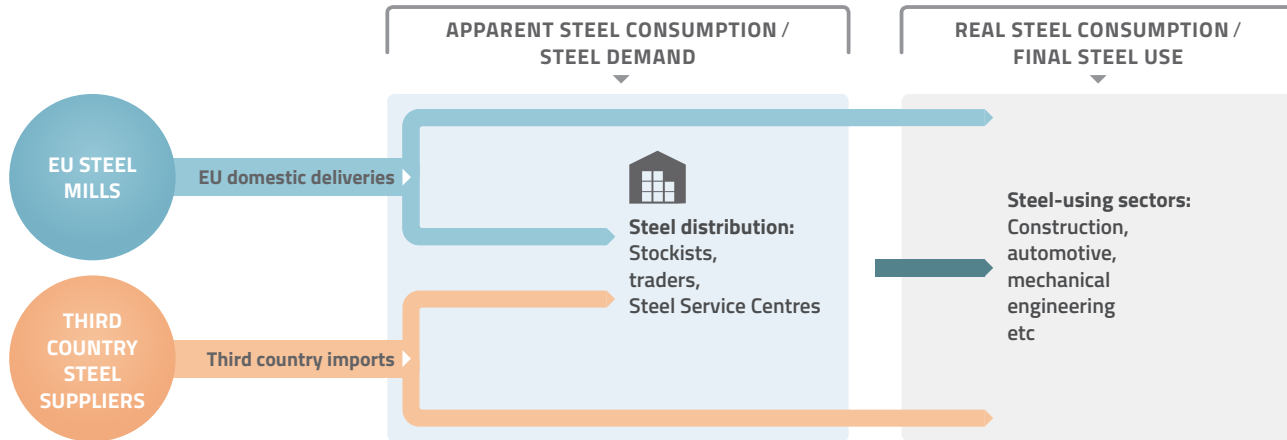 APPARENT STEEL CONSUMPTION /
STEEL DEMAND
REAL STEEL CONSUMPTION /
FINAL STEEL USE
EU STEEL
MILLS
EU domestic deliveries
Steel distribution:
Stockists,
traders,
Steel Service Centres
Steel-using sectors:
Construction,
automotive,
mechanical
engineering
etc
THIRD
COUNTRY
STEEL
SUPPLIERS
Third country imports